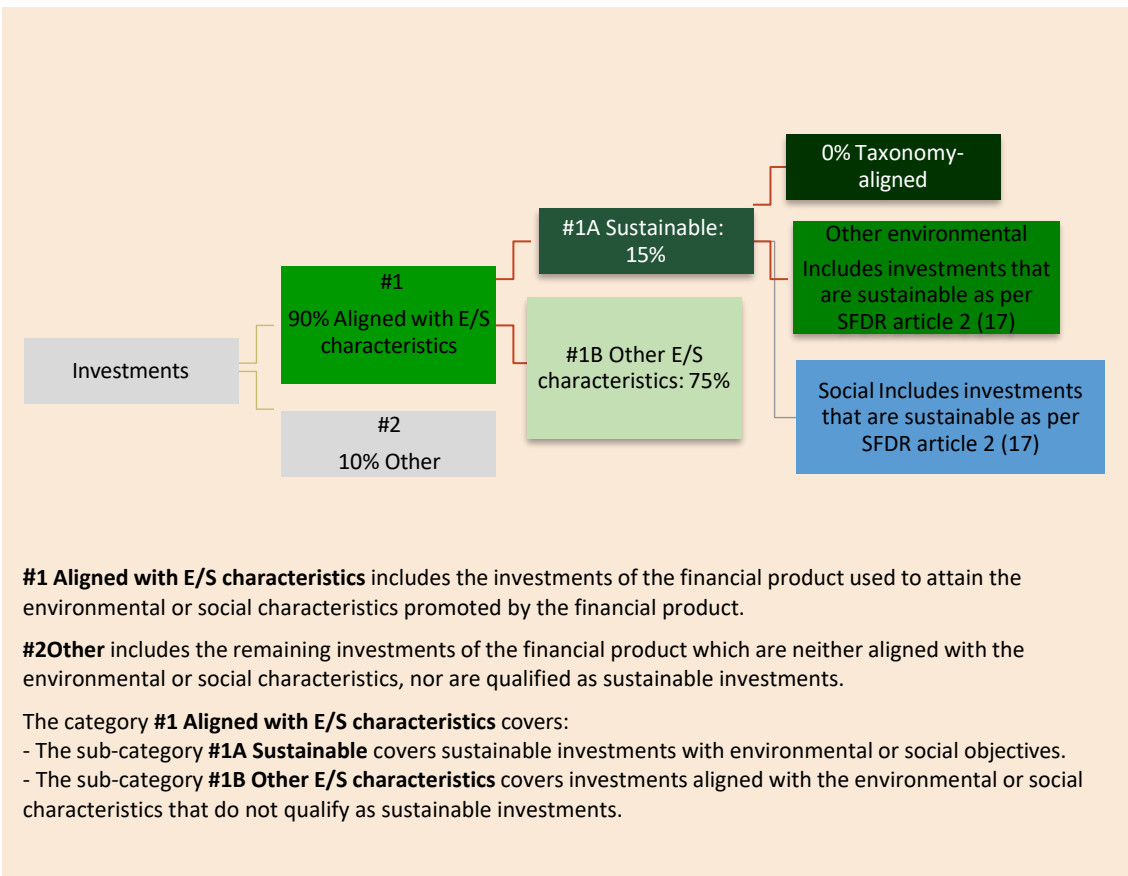 0% Taxonomy-
aligned
#1A Sustainable:
15%
Other environmental
Includes investments that
are sustainable as per
SFDR article 2 (17)
#1
90% Aligned with E/S
characteristics
#1B Other E/S
characteristics: 75%
Investments
Social Includes investments
that are sustainable as per
SFDR article 2 (17)
#2
10% Other
#1 Aligned with E/S characteristics includes the investments of the financial product used to attain the
environmental or social characteristics promoted by the financial product.
#2Other includes the remaining investments of the financial product which are neither aligned with the
environmental or social characteristics, nor are qualified as sustainable investments.
The category #1 Aligned with E/S characteristics covers:
- The sub-category #1A Sustainable covers sustainable investments with environmental or social objectives.
- The sub-category #1B Other E/S characteristics covers investments aligned with the environmental or social
characteristics that do not qualify as sustainable investments.